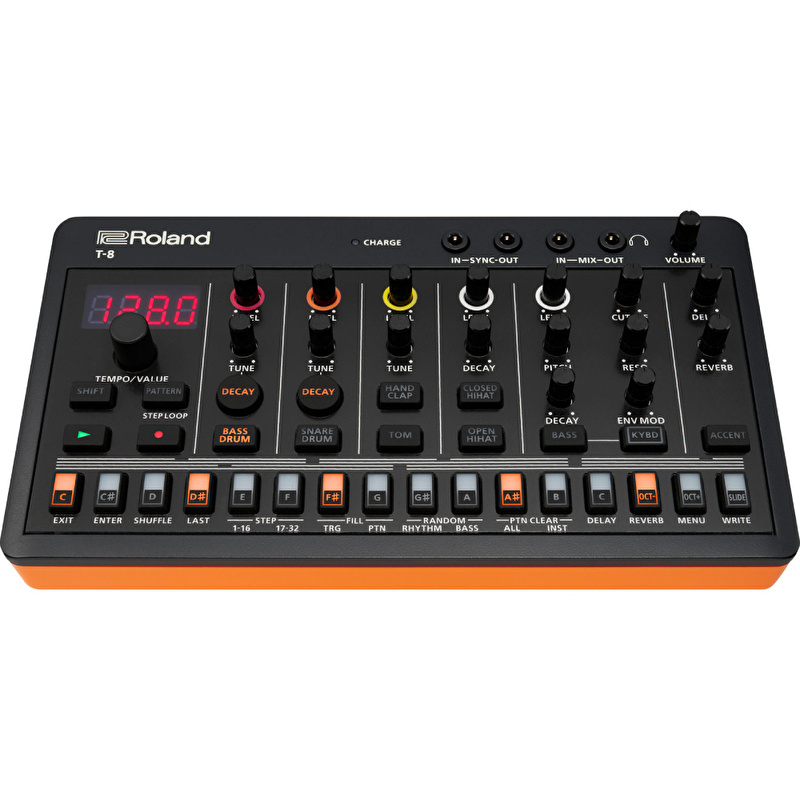 Roland
T-8
CHARGE
IN-SYNC-OUT
IN-MIX-OUT
VOLUME
128.0
TUNE
TUNE
TUNE
DECAY
REVERB
TEMPO/VALUE
SHIFT
PATTERN
DECAY
DECAY
HAND
CLAP
CLOSED
HIHAT
DECAY
ENV MOD
STEP LOOP
BASS
DRUM
SNARE
DRUM
TOM
OPEN
HIHAT
BASS
KYBD
ACCENT
C C# D D# E F F# G G# A A# B C OCT- OCT+ SLIDE
EXIT ENTER SHUFFLE LAST STEP FILL RANDOM PTN CLEAR DELAY REVERB MENU WRITE
1-16 17-32 TRG PTN RHYTHM BASS ALL INST